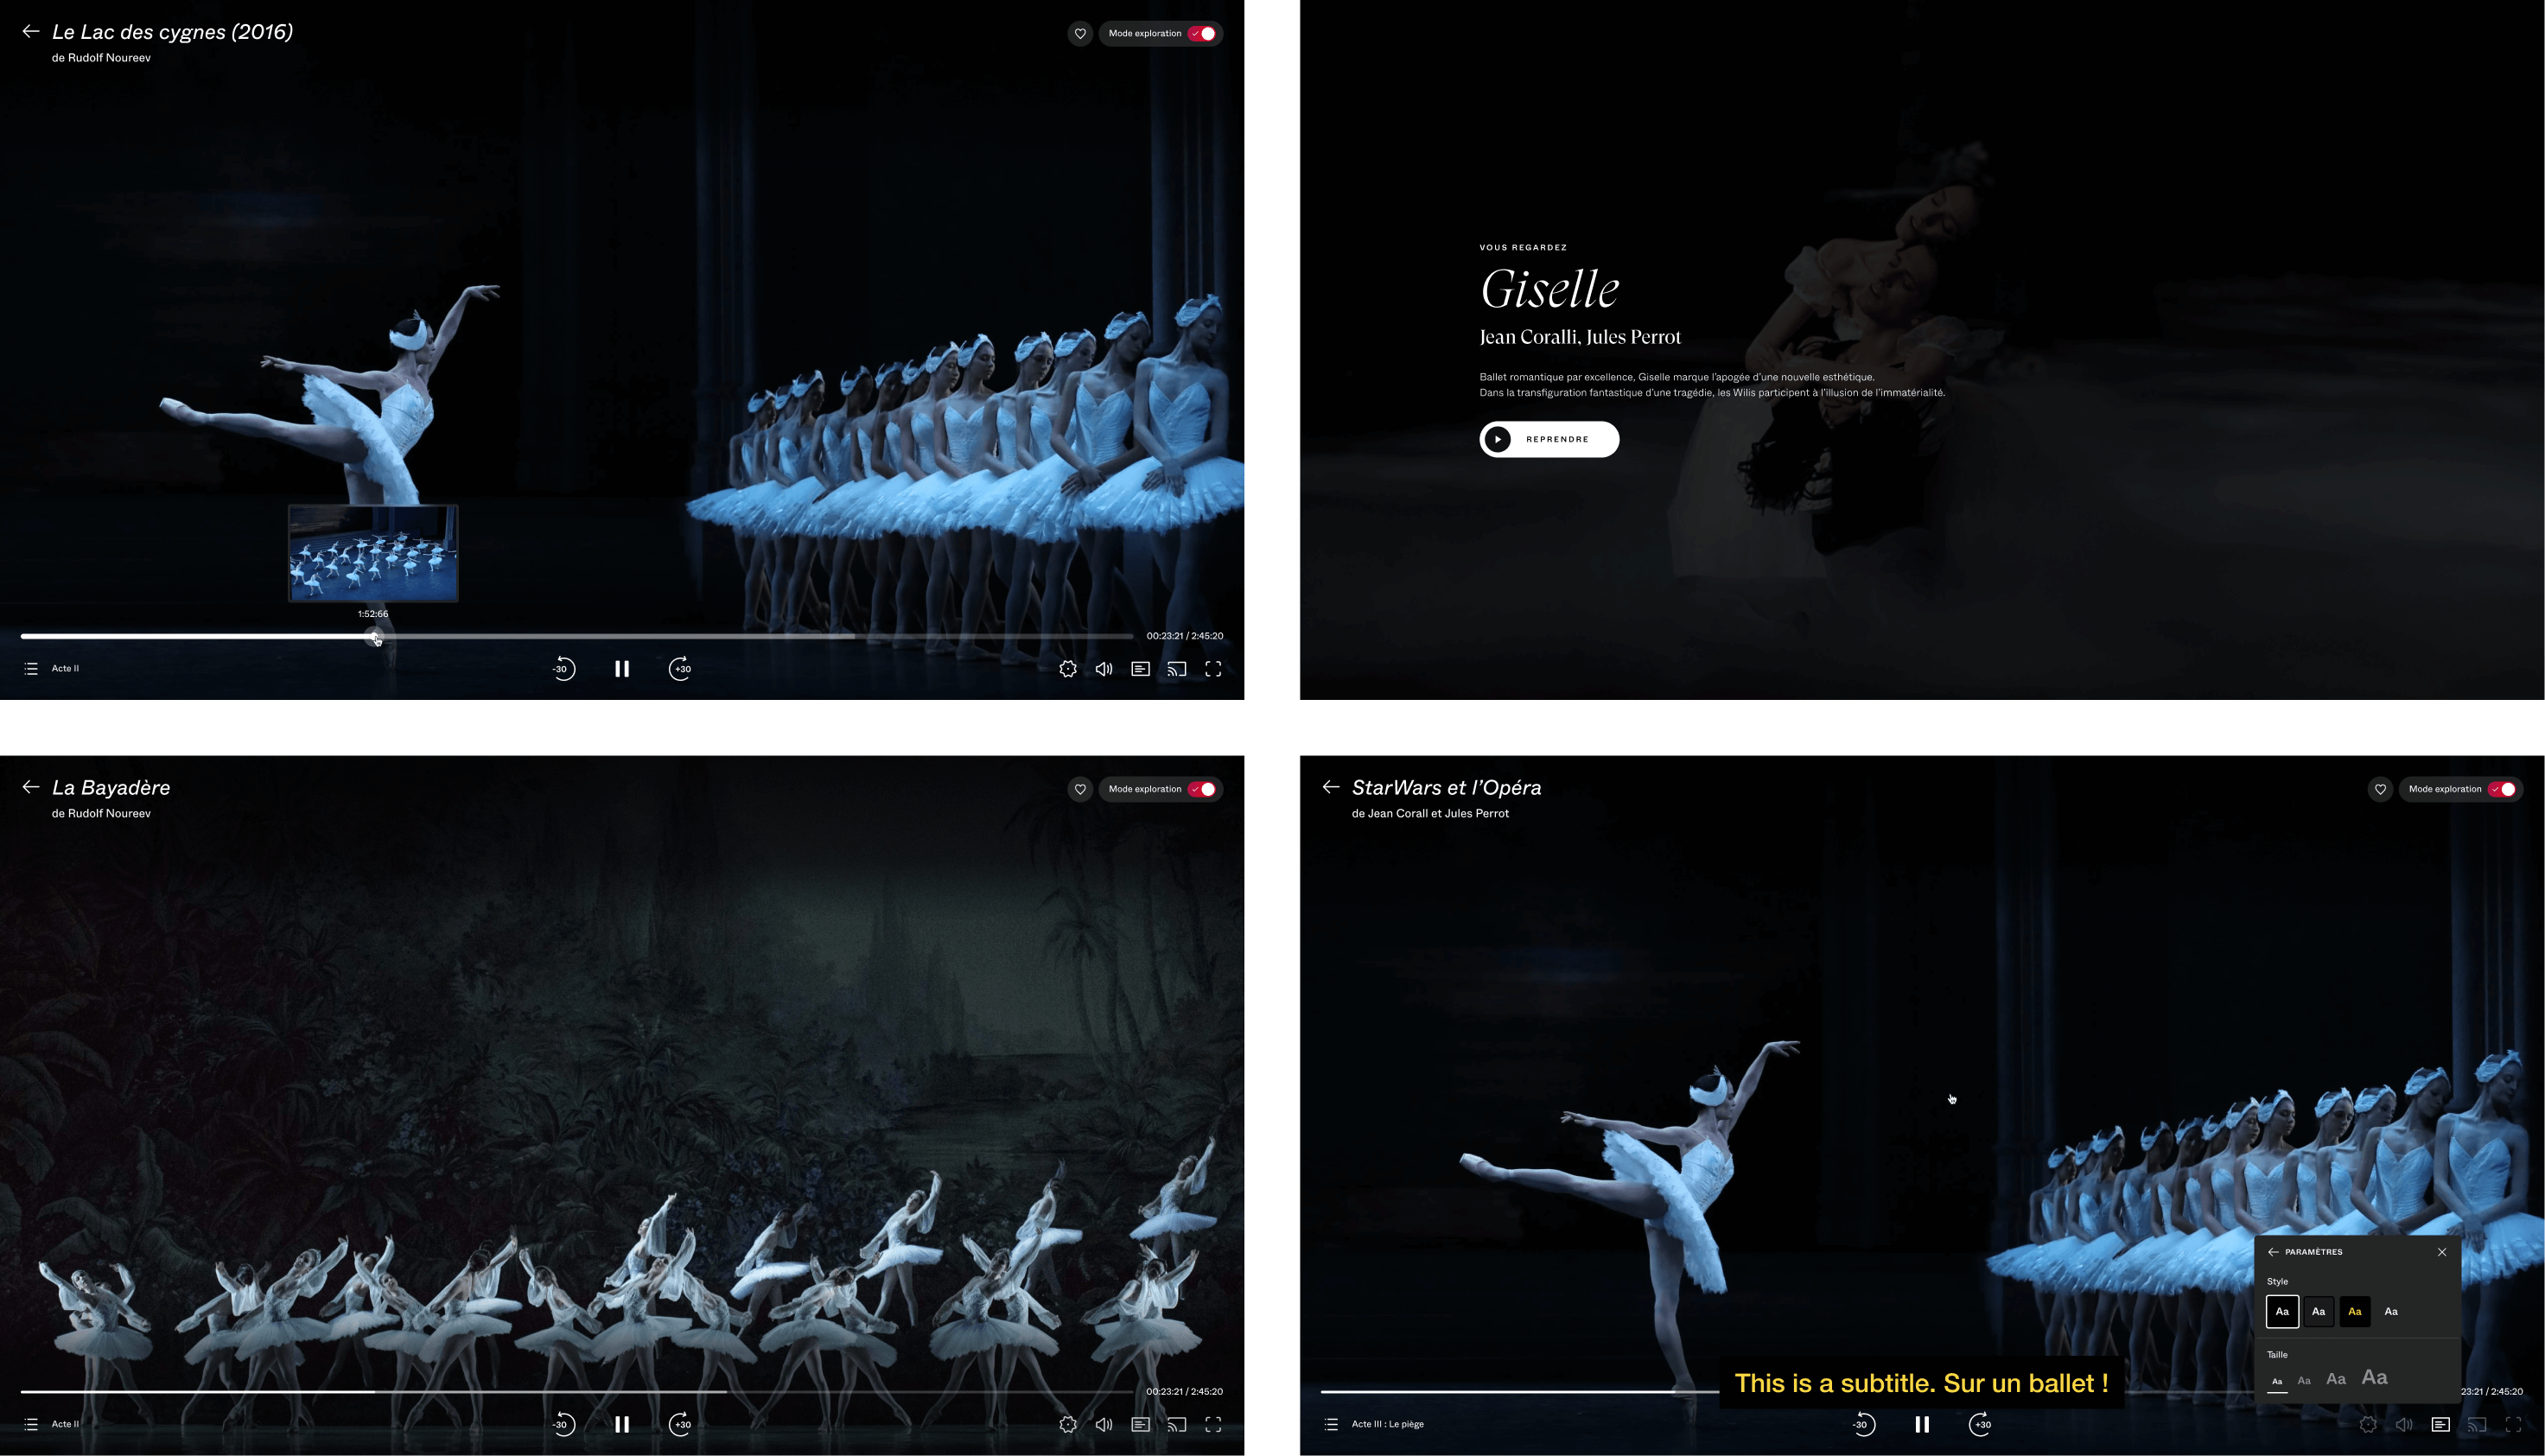 Le Lac des cygnes (2016)
de Rudolf Noureev
Mode exploration
1:52:66
00:23:21 / 2:45:20
Acte II
-30
+30
VOUS REGARDEZ
Giselle
Jean Coralli, Jules Perrot
Ballet romantique par excellence, Giselle marque l’apogée d’une nouvelle esthétique.
Dans la transfiguration fantastique d’une tragédie, les Wilis participent à l’illusion de l’immatérialité.
REPRENDRE
La Bayadère
de Rudolf Noureev
Mode exploration
00:23:21 / 2:45:20
Acte II
-30
+30
StarWars et l’Opéra
de Jean Corall et Jules Perrot
Mode exploration
PARAMÈTRES
Style
Aa Aa Aa Aa
Taille
Aa Aa Aa Aa
This is a subtitle. Sur un ballet !
23:21 / 2:45:20
Acte III : Le piège
-30
+30